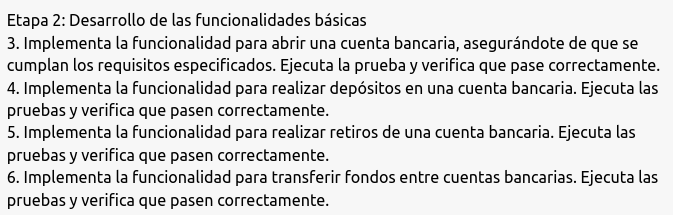 Etapa 2: Desarrollo de las funcionalidades básicas
3. Implementa la funcionalidad para abrir una cuenta bancaria, asegurándote de que se
cumplan los requisitos especificados. Ejecuta la prueba y verifica que pase correctamente.
4. Implementa la funcionalidad para realizar depósitos en una cuenta bancaria. Ejecuta las
pruebas y verifica que pasen correctamente.
5. Implementa la funcionalidad para realizar retiros de una cuenta bancaria. Ejecuta las
pruebas y verifica que pasen correctamente.
6. Implementa la funcionalidad para transferir fondos entre cuentas bancarias. Ejecuta las
pruebas y verifica que pasen correctamente.